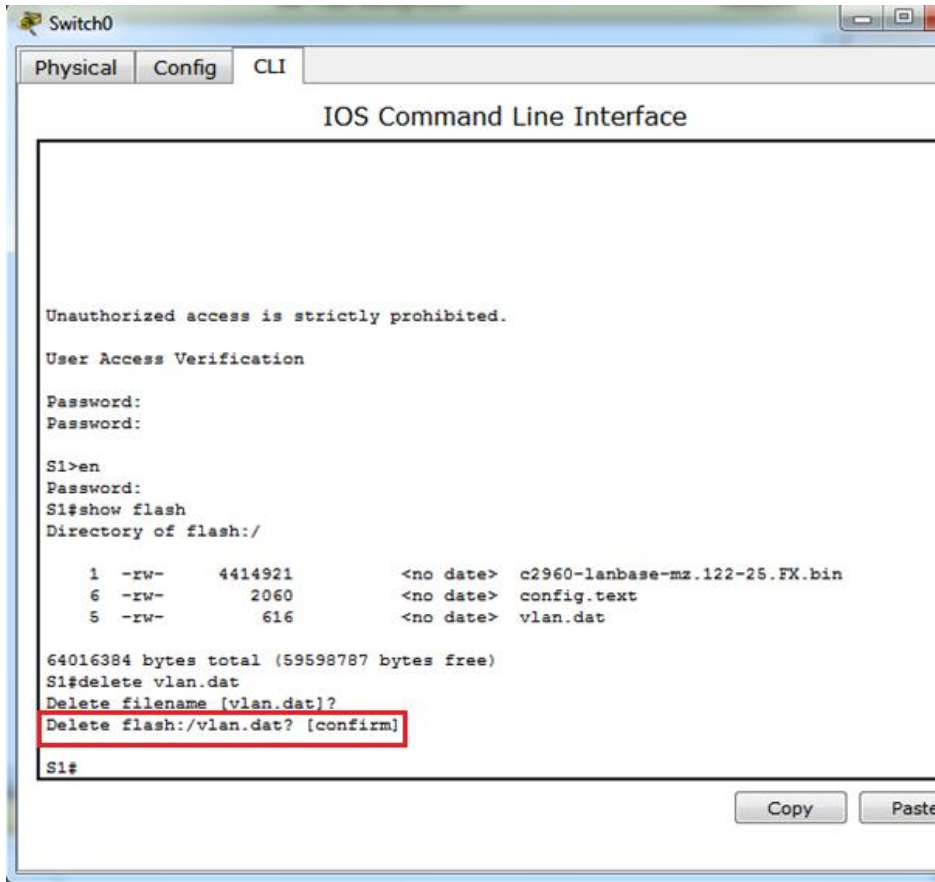 Switch0
Physical Config CLI
IOS Command Line Interface
Unauthorized access is strictly prohibited.
User Access Verification
Password:
Password:
S1>en
Password:
S1#show flash
Directory of flash:/
1 -rw- 4414921 <no date> c2960-lanbase-mz.122-25.FX.bin
6 -rw- 2060 <no date> config.text
5 -rw- 616 <no date> vlan.dat
64016384 bytes total (59598787 bytes free)
S1#delete vlan.dat
Delete filename [vlan.dat]?
Delete flash:/vlan.dat? [confirm]
S1#
Copy Paste